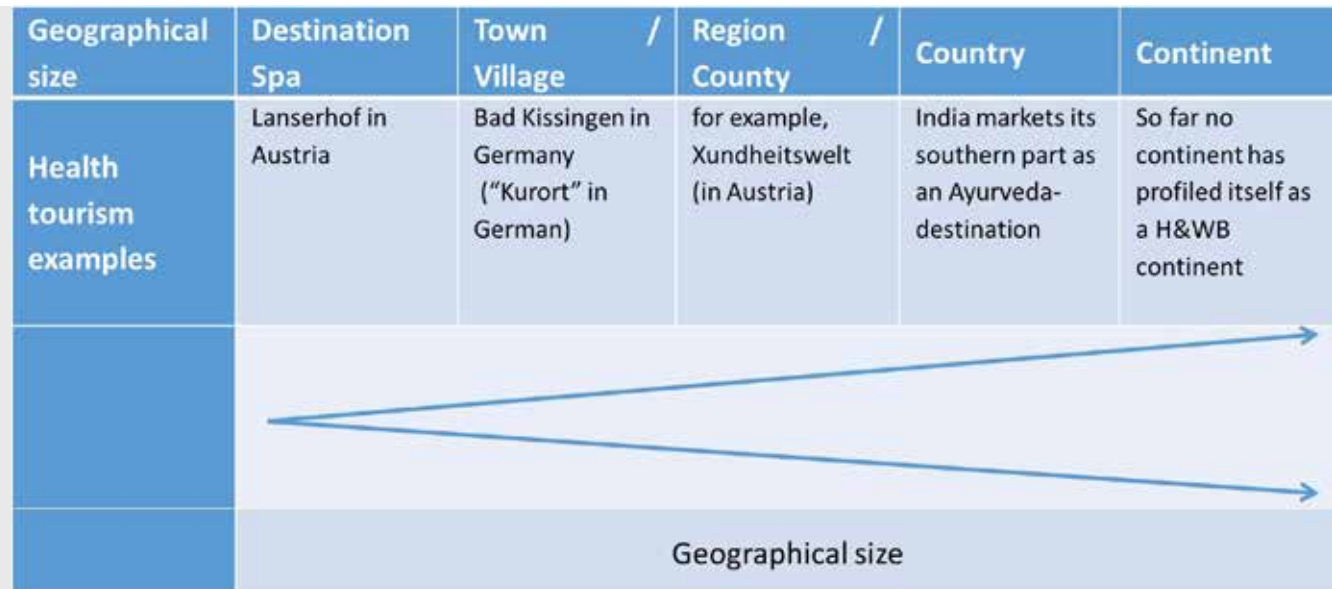 Geographical
size
Destination
Spa
Town /
Village
Region /
County
Country
Continent
Health
tourism
examples
Lanserhof in
Austria
Bad Kissingen in
Germany
(“Kurort” in
German)
for example,
Xundheitswelt
(in Austria)
India markets its
southern part as
an Ayurveda-
destination
So far no
continent has
profiled itself as
a H&WB
continent
Geographical size